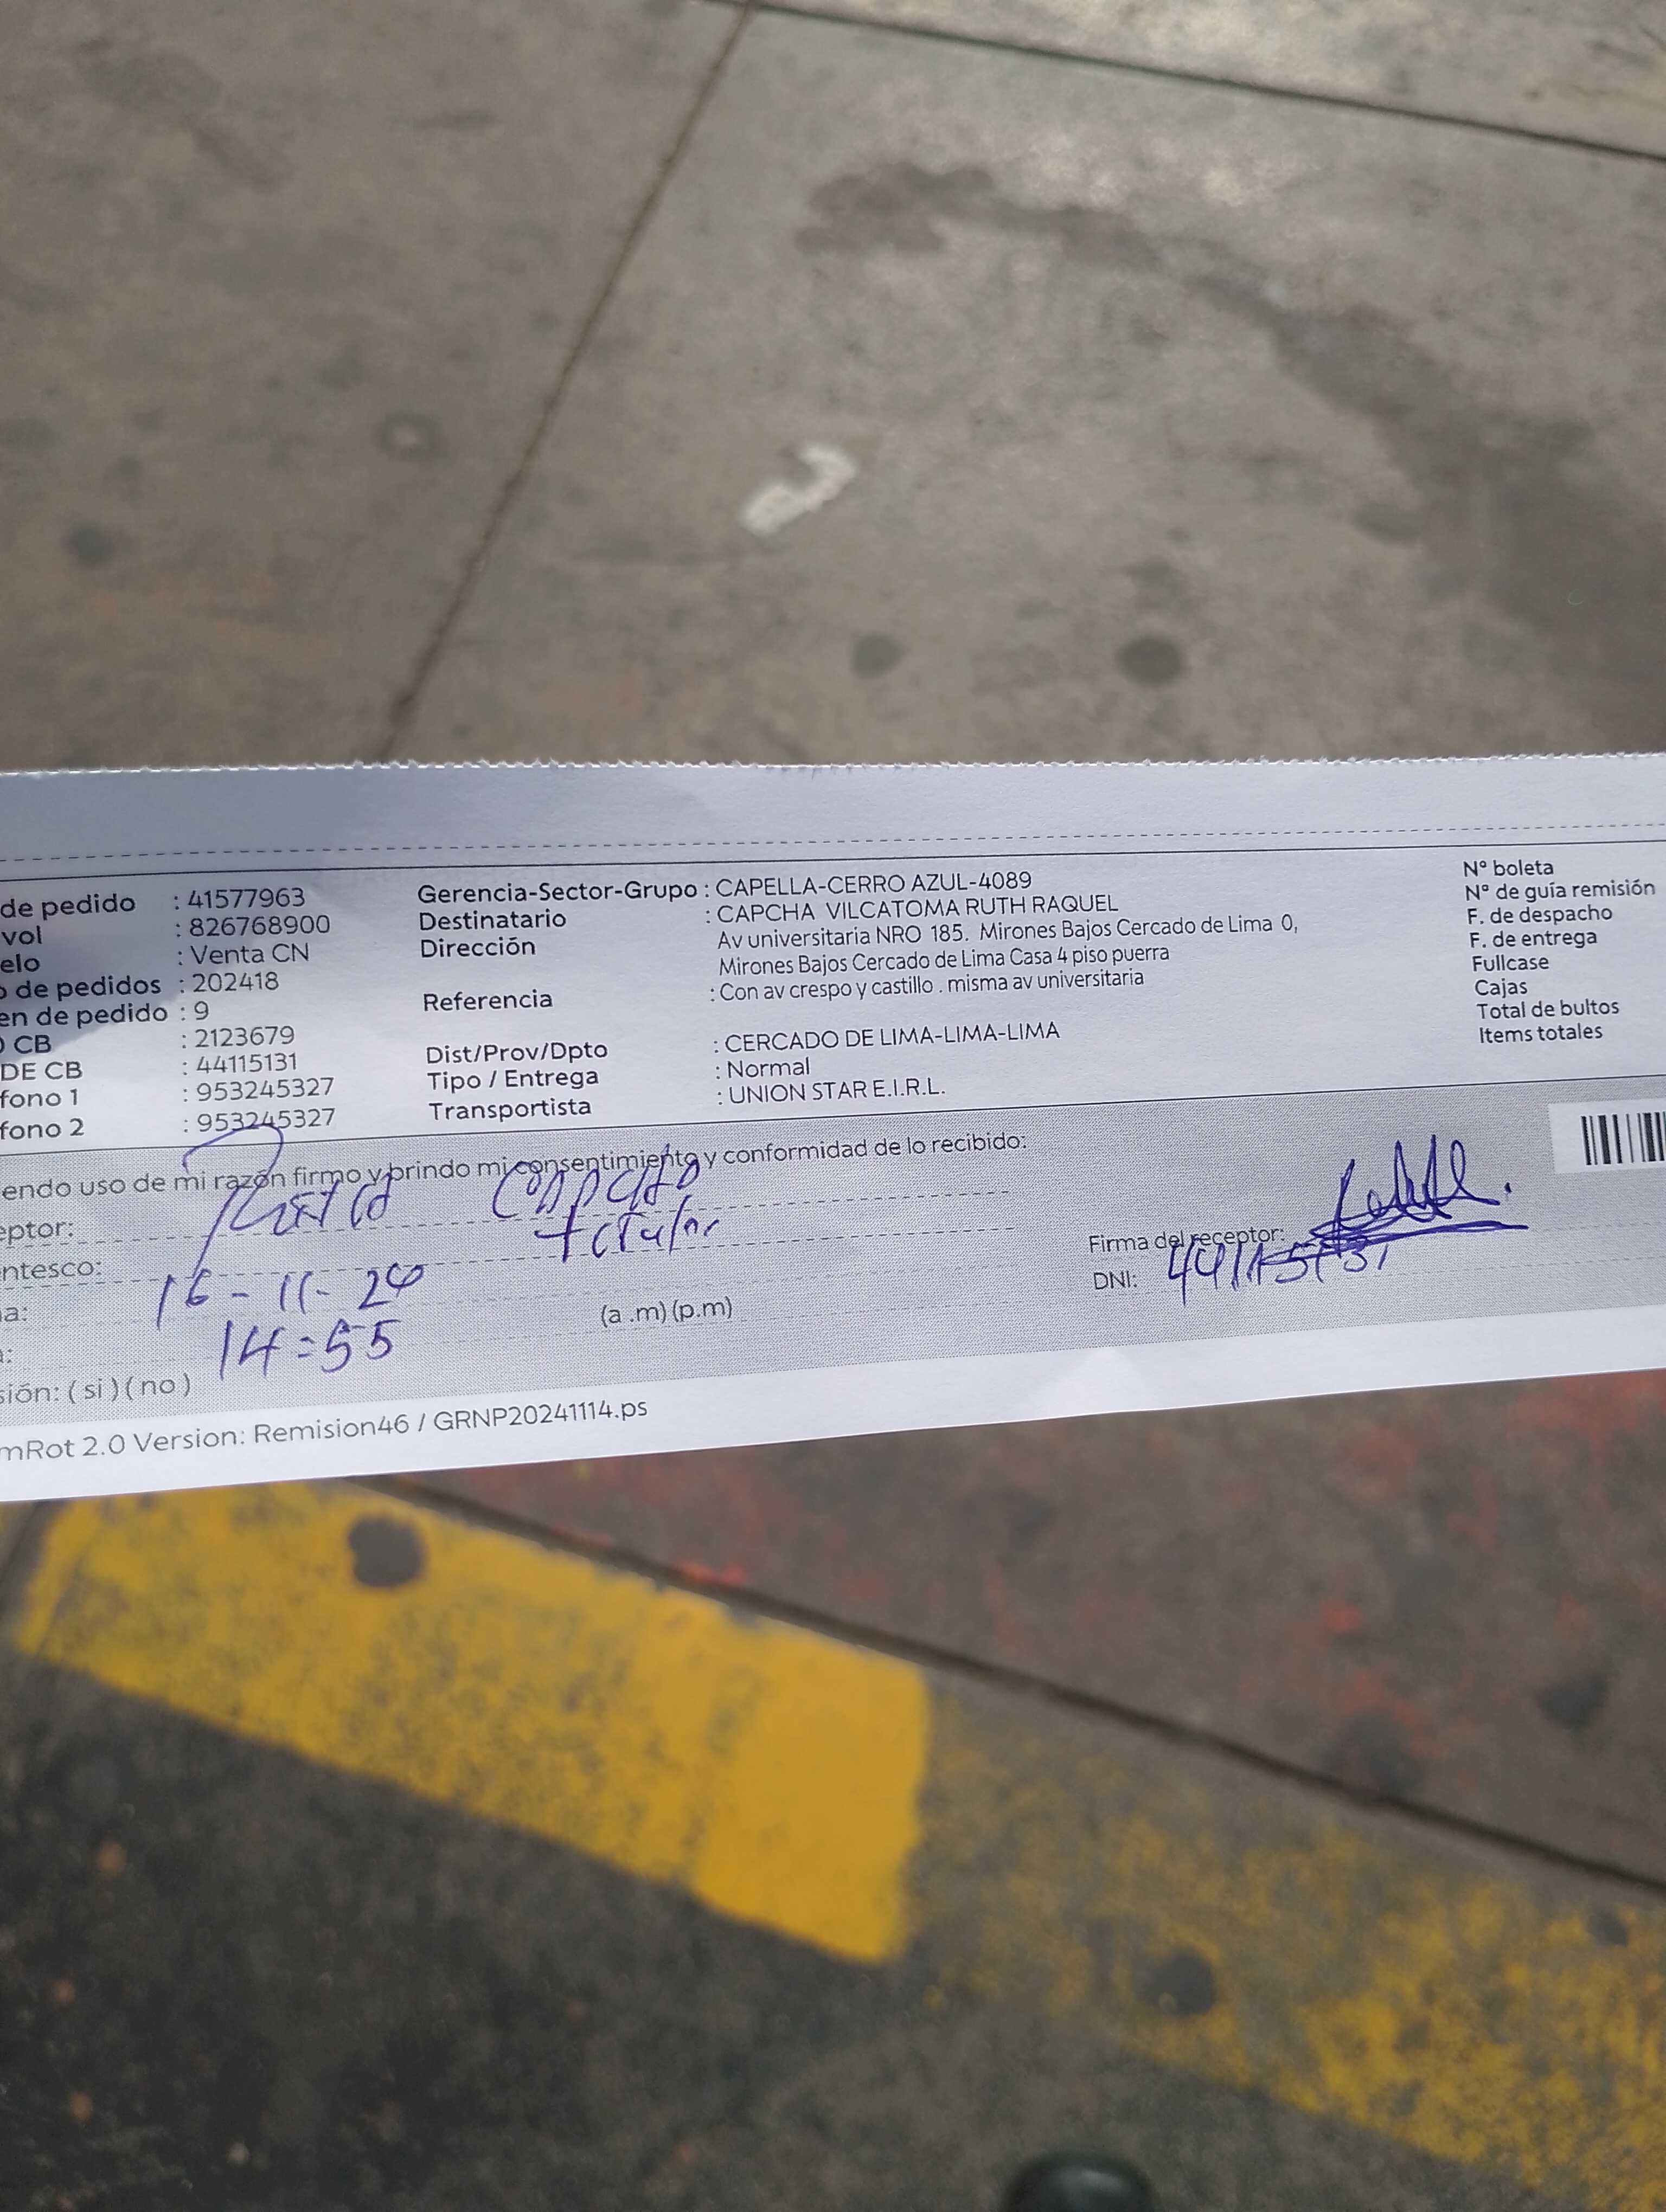 de pedido : 41577963
vol : 826768900
elo : Venta CN
o de pedidos : 202418
en de pedido : 9
O CB : 2123679
DE CB : 44115131
fono 1 : 953245327
fono 2 : 953245327
Gerencia-Sector-Grupo : CAPELLA-CERRO AZUL-4089
Destinatario : CAPCHA VILCATOMA RUTH RAQUEL
Dirección Av universitaria NRO 185. Mirones Bajos Cercado de Lima 0,
Mirones Bajos Cercado de Lima Casa 4 piso puerra
Referencia : Con av crespo y castillo . misma av universitaria
Dist/Prov/Dpto : CERCADO DE LIMA-LIMA-LIMA
Tipo / Entrega : Normal
Transportista : UNION STAR E.I.R.L.
Nº boleta
Nº de guía remisión
F. de despacho
F. de entrega
Fullcase
Cajas
Total de bultos
Items totales
endo uso de mi razón firmo y brindo mi consentimiento y conformidad de lo recibido:
eptor: Capcha
ntesco: titular
a: 16-11-24
a: 14:55 (a .m) (p.m)
sión: ( si ) ( no )
Firma del receptor:
DNI: 44115131
mRot 2.0 Version: Remision46 / GRNP20241114.ps